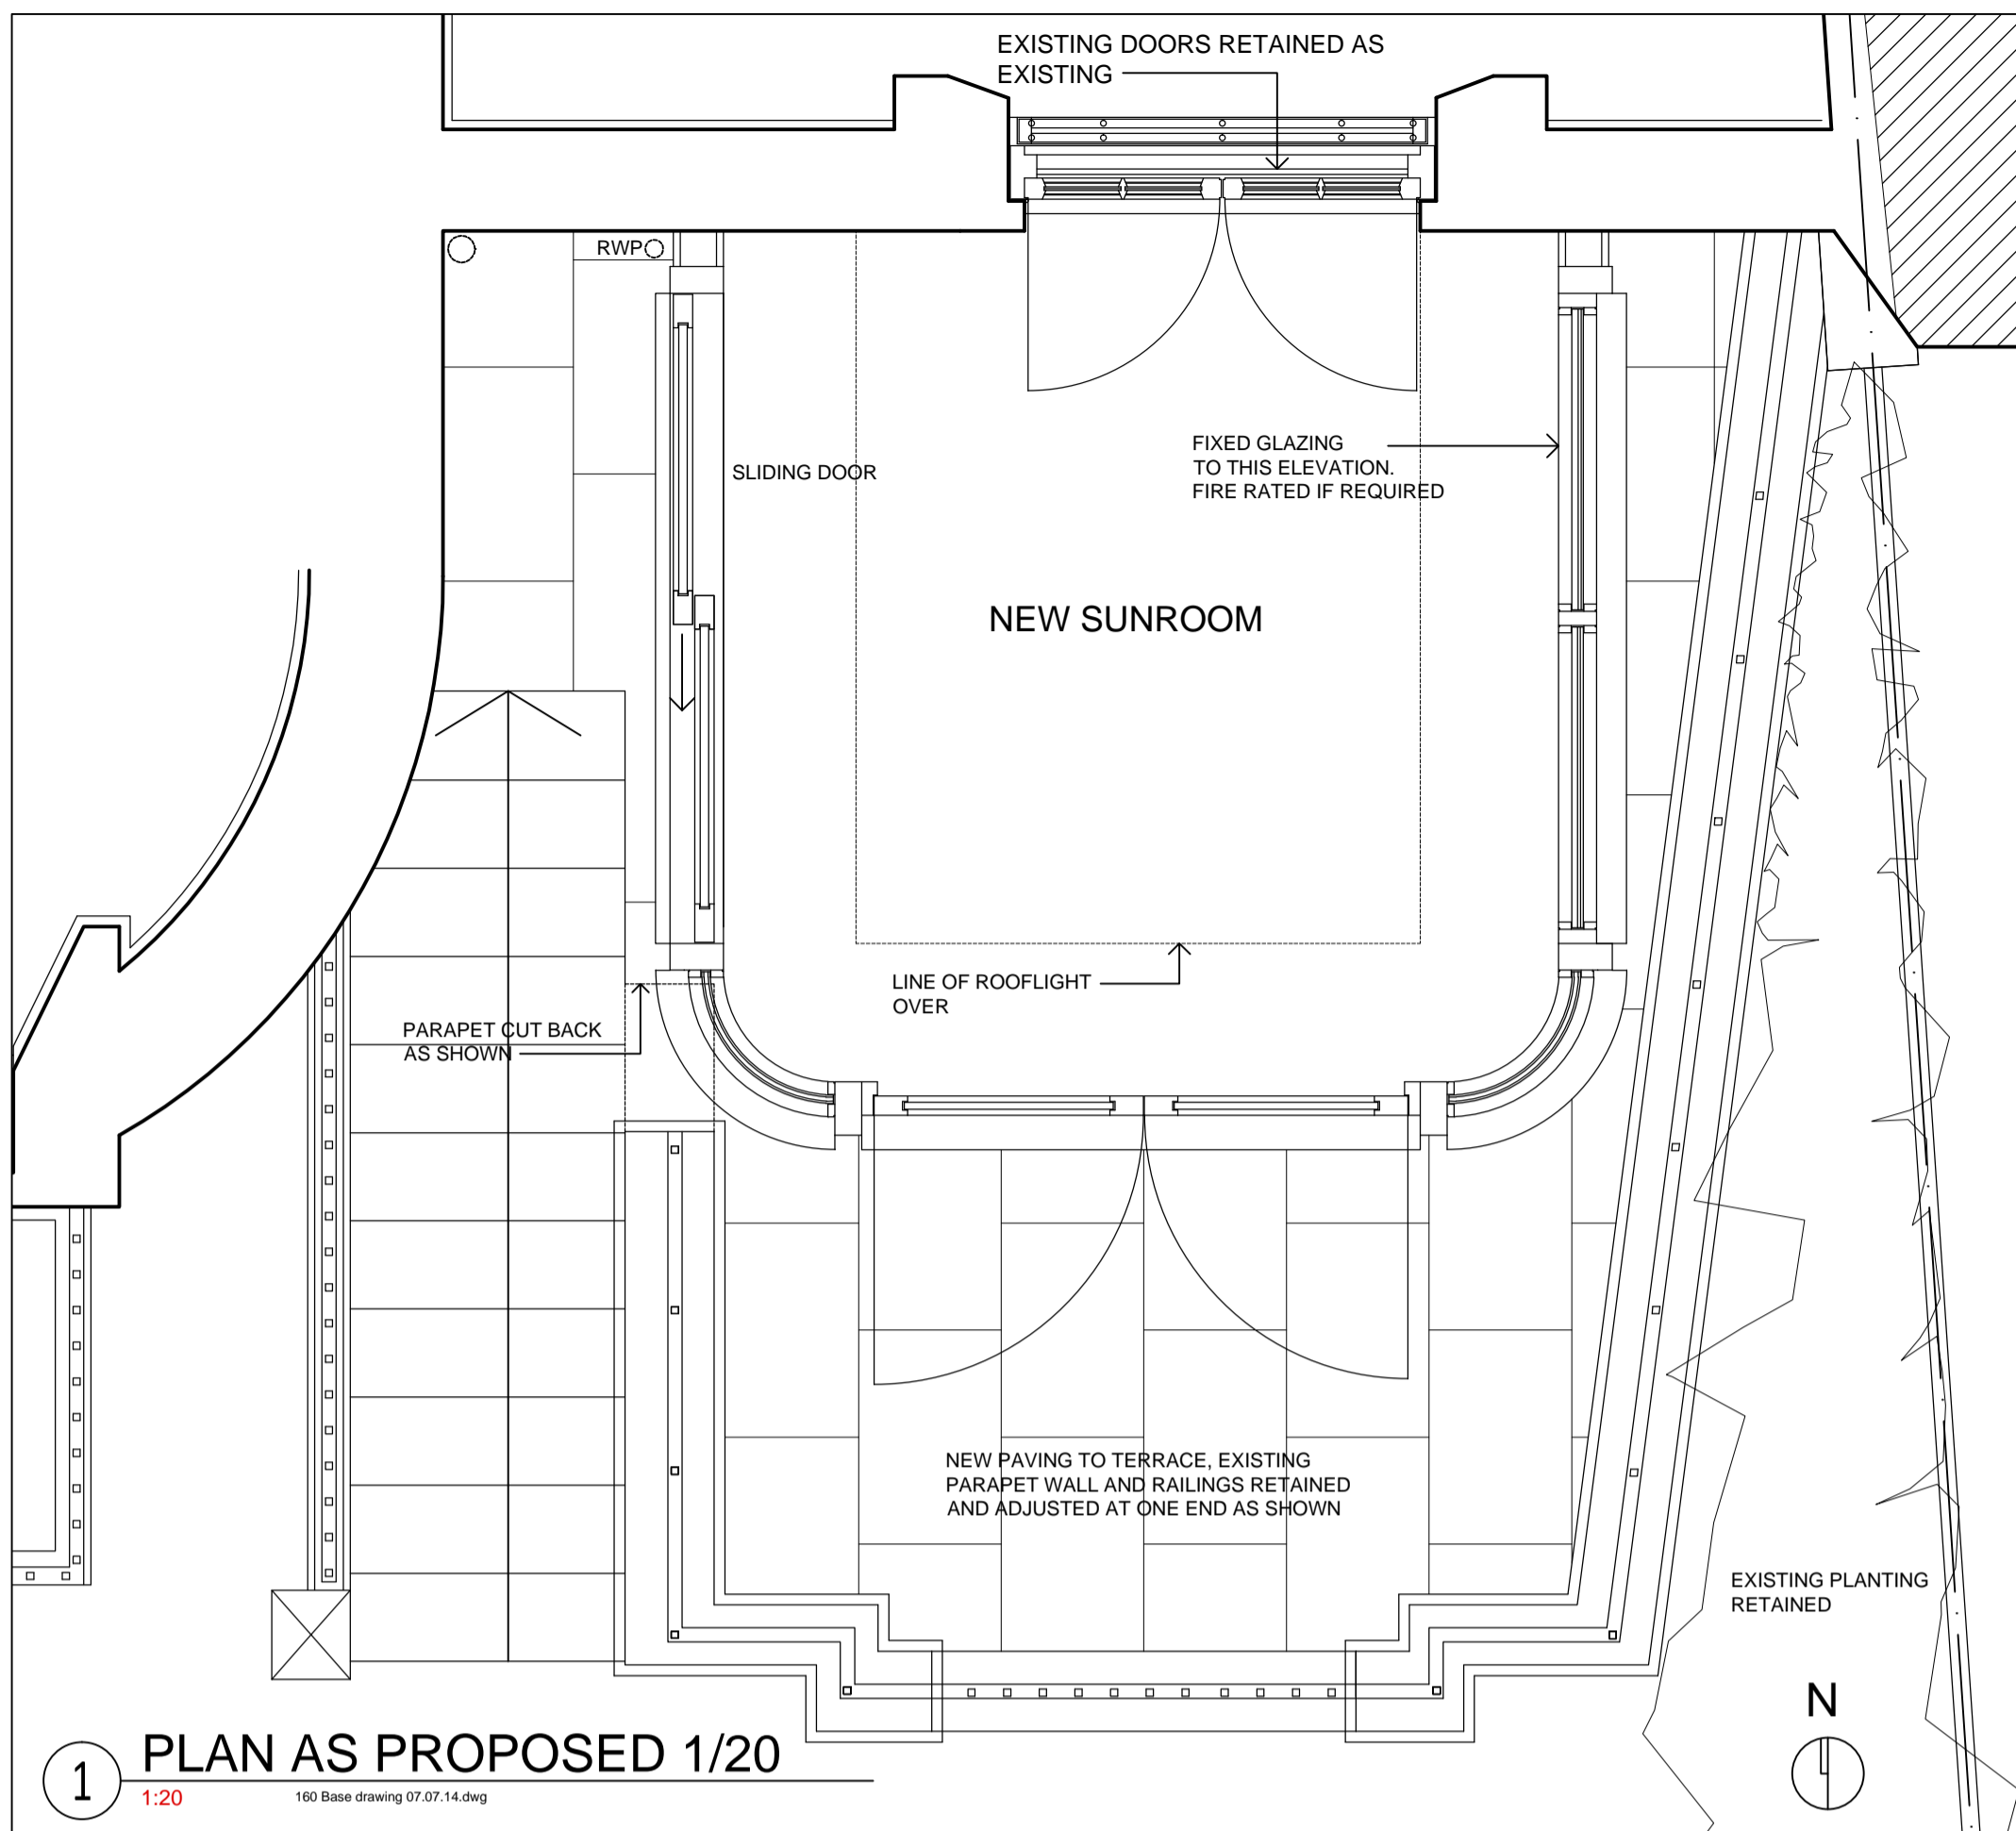 EXISTING DOORS RETAINED AS
EXISTING
RWP
SLIDING DOOR
FIXED GLAZING
TO THIS ELEVATION.
FIRE RATED IF REQUIRED
NEW SUNROOM
LINE OF ROOFLIGHT
OVER
PARAPET CUT BACK
AS SHOWN
NEW PAVING TO TERRACE, EXISTING
PARAPET WALL AND RAILINGS RETAINED
AND ADJUSTED AT ONE END AS SHOWN
EXISTING PLANTING
RETAINED
N
1
PLAN AS PROPOSED 1/20
1:20
160 Base drawing 07.07.14.dwg